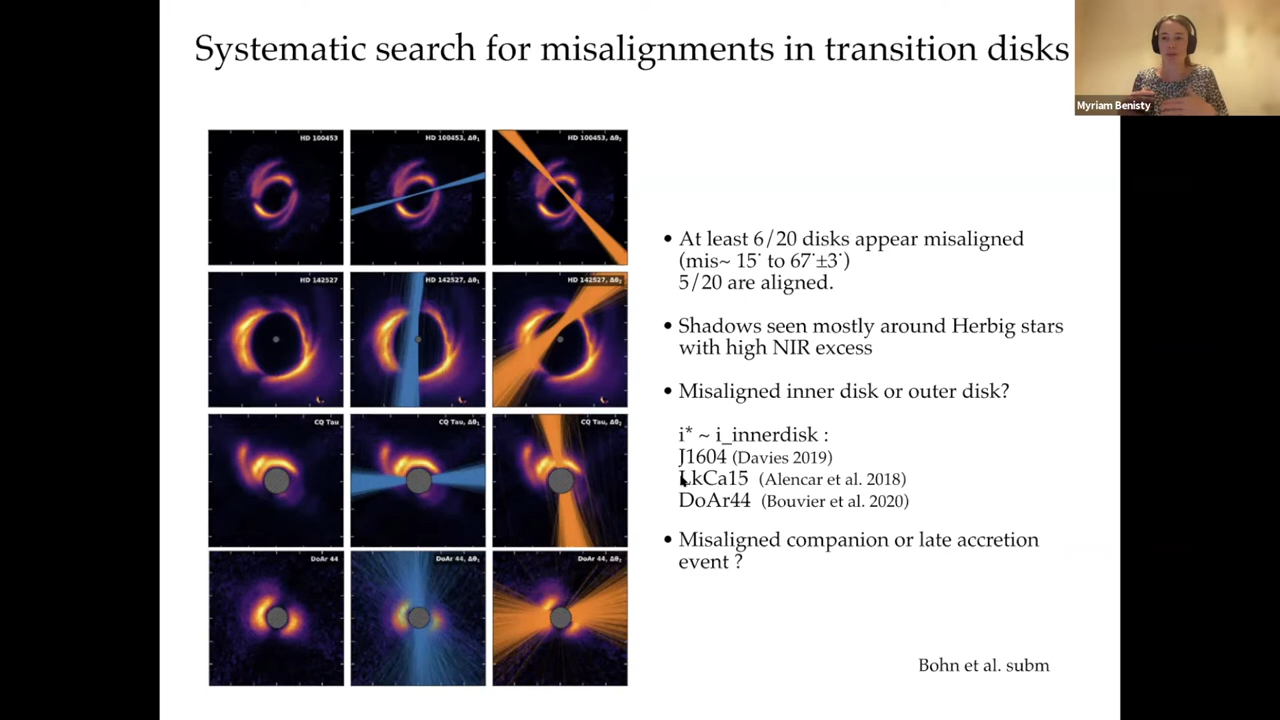 Systematic search for misalignments in transition disks
Myriam Benisty
HD 100453
HD 100453, Δθ₁
HD 100453, Δθ₂
HD 142527
HD 142527, Δθ₁
HD 142527, Δθ₂
CQ Tau
CQ Tau, Δθ₁
CQ Tau, Δθ₂
DoAr 44
DoAr 44, Δθ₁
DoAr 44, Δθ₂
• At least 6/20 disks appear misaligned
(mis~ 15˚ to 67˚±3˚)
5/20 are aligned.
• Shadows seen mostly around Herbig stars
with high NIR excess
• Misaligned inner disk or outer disk?
i* ~ i_innerdisk :
J1604 (Davies 2019)
LkCa15 (Alencar et al. 2018)
DoAr44 (Bouvier et al. 2020)
• Misaligned companion or late accretion
event ?
Bohn et al. subm